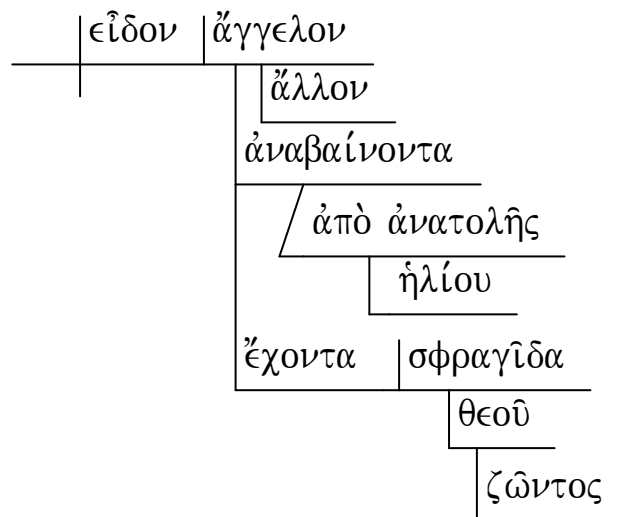 εἶδον ἄγγελον
ἄλλον
ἀναβαίνοντα
ἀπὸ ἀνατολῆς
ἡλίου
ἔχοντα σφραγῖδα
θεοῦ
ζῶντος